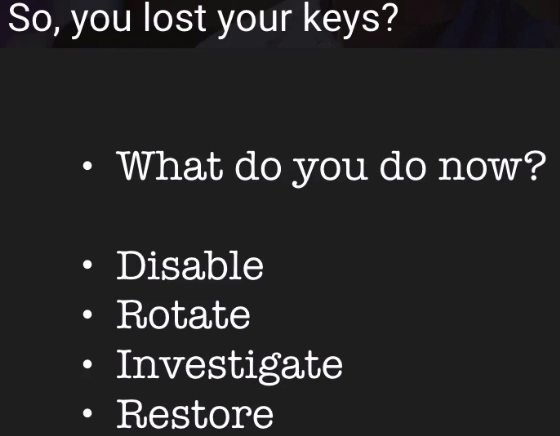 So, you lost your keys?
• What do you do now?
• Disable
• Rotate
• Investigate
• Restore